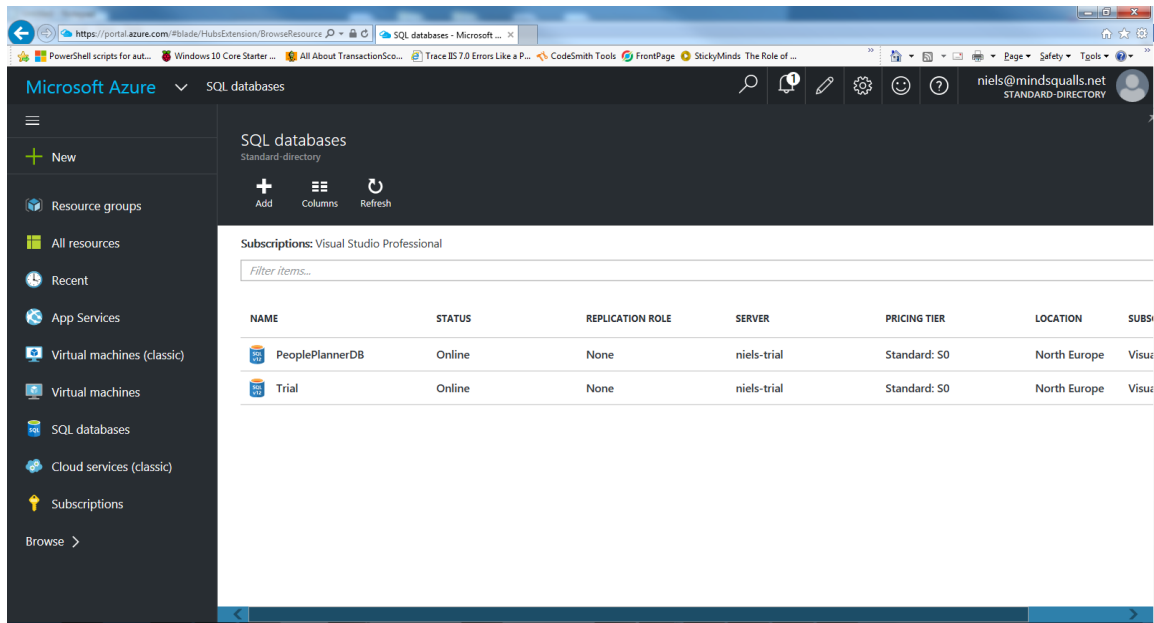 https://portal.azure.com/#blade/HubsExtension/BrowseResource
SQL databases - Microsoft ...
PowerShell scripts for aut... Windows 10 Core Starter ... All About TransactionSco... Trace IIS 7.0 Errors Like a P... CodeSmith Tools FrontPage StickyMinds The Role of ... Page Safety Tools
Microsoft Azure SQL databases 1 niels@mindsqualls.net
STANDARD-DIRECTORY
New
Resource groups
All resources
Recent
App Services
Virtual machines (classic)
Virtual machines
SQL databases
Cloud services (classic)
Subscriptions
Browse >
SQL databases
Standard-directory
Add Columns Refresh
Subscriptions: Visual Studio Professional
Filter items...
NAME STATUS REPLICATION ROLE SERVER PRICING TIER LOCATION SUBS
PeoplePlannerDB Online None niels-trial Standard: S0 North Europe Visua
Trial Online None niels-trial Standard: S0 North Europe Visua